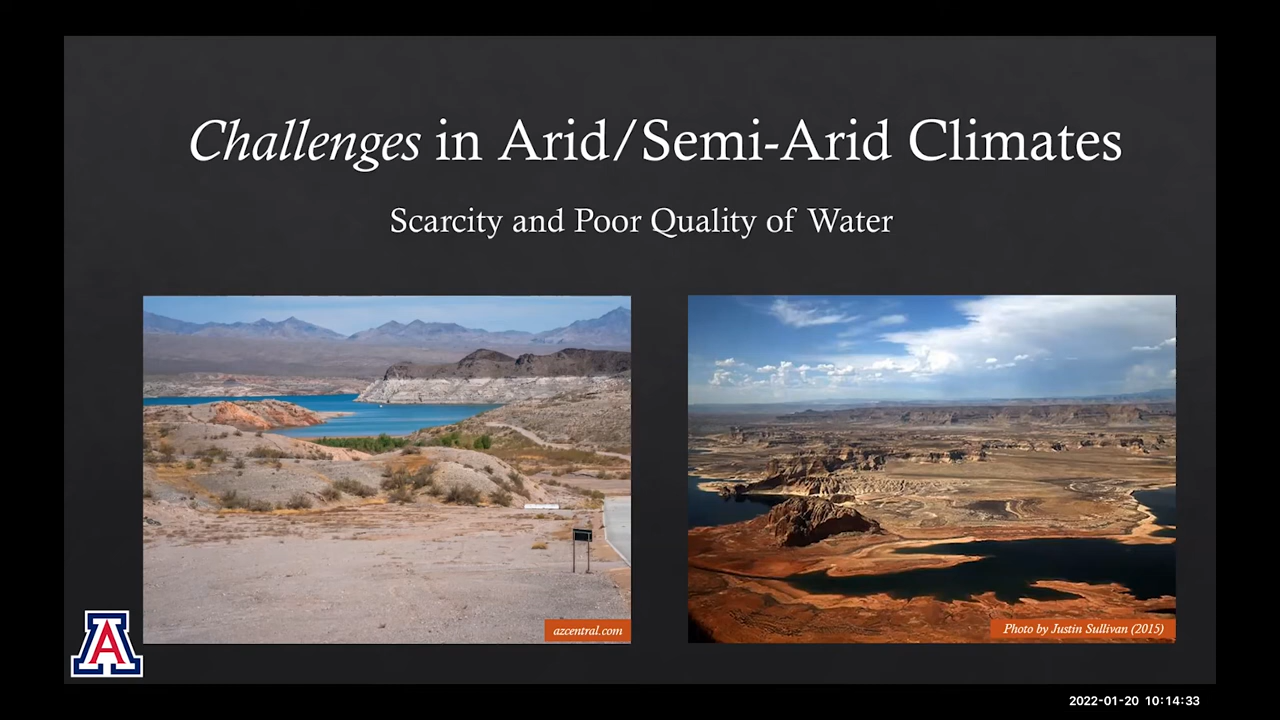 Challenges in Arid/Semi-Arid Climates
Scarcity and Poor Quality of Water
azcentral.com
Photo by Justin Sullivan (2015)
A
2022-01-20 10:14:33